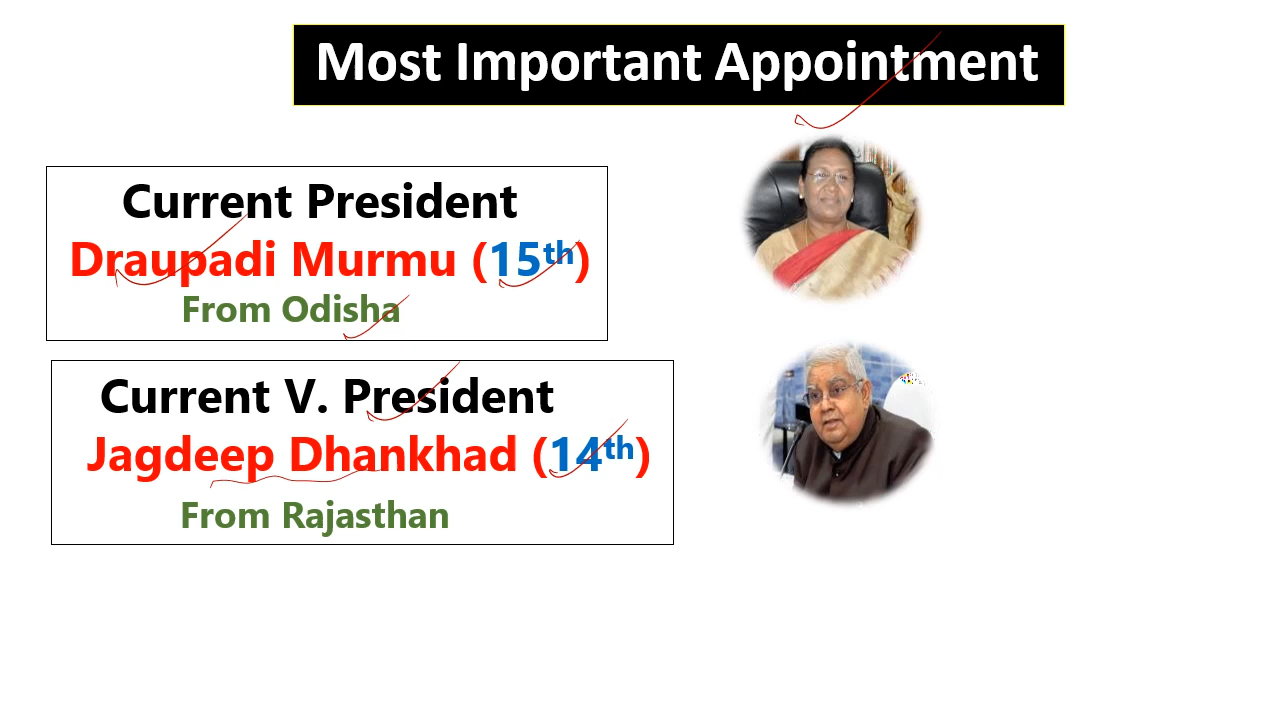 Most Important Appointment
Current President
Draupadi Murmu (15th)
From Odisha
Current V. President
Jagdeep Dhankhad (14th)
From Rajasthan